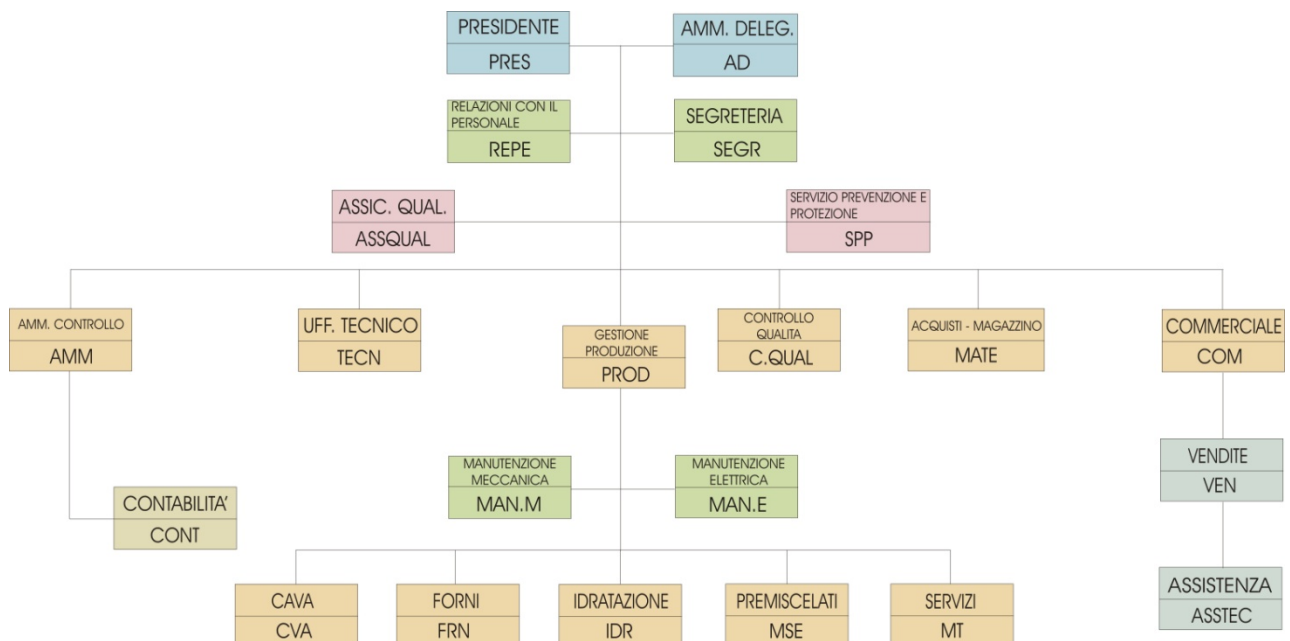 PRESIDENTE
PRES
AMM. DELEG.
AD
RELAZIONI CON IL
PERSONALE
REPE
SEGRETERIA
SEGR
ASSIC. QUAL.
ASSQUAL
SERVIZIO PREVENZIONE E
PROTEZIONE
SPP
AMM. CONTROLLO
AMM
UFF. TECNICO
TECN
GESTIONE
PRODUZIONE
PROD
CONTROLLO
QUALITA
C.QUAL
ACQUISTI - MAGAZZINO
MATE
COMMERCIALE
COM
MANUTENZIONE
MECCANICA
MAN.M
MANUTENZIONE
ELETTRICA
MAN.E
VENDITE
VEN
CONTABILITA'
CONT
CAVA
CVA
FORNI
FRN
IDRATAZIONE
IDR
PREMISCELATI
MSE
SERVIZI
MT
ASSISTENZA
ASSTEC